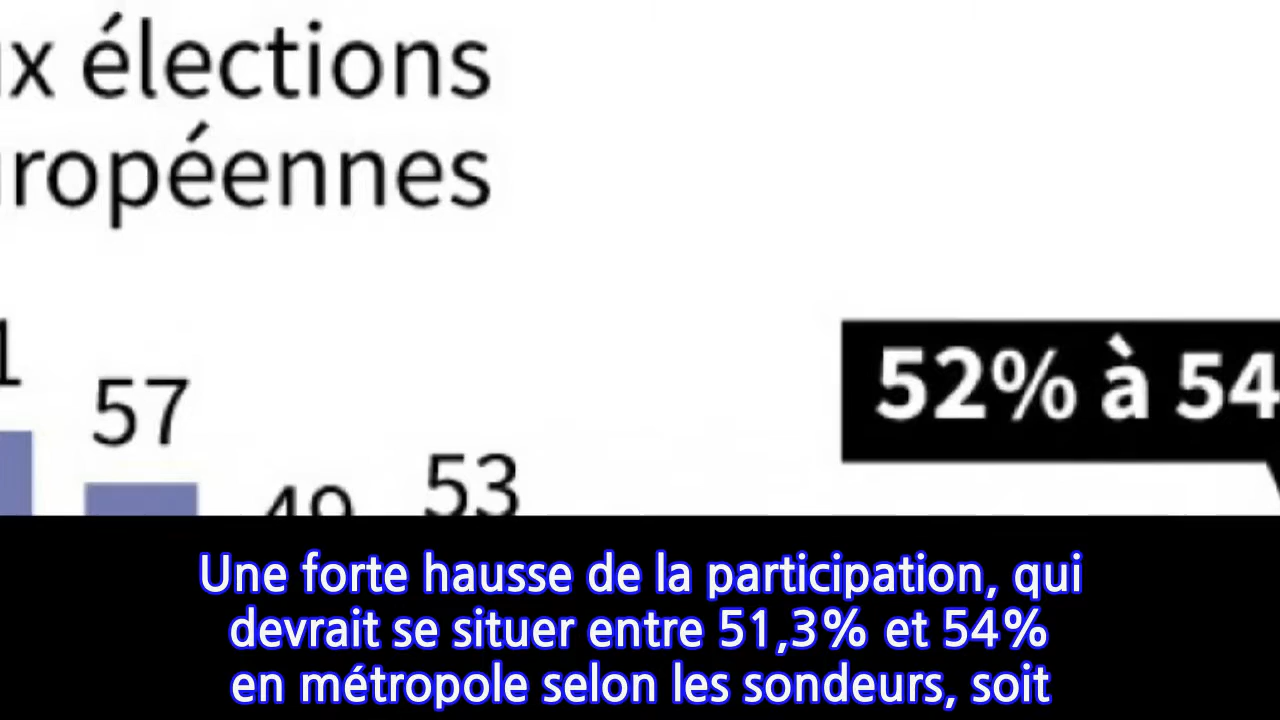 x élections
ropéennes
57
49
53
52% à 54
Une forte hausse de la participation, qui
devrait se situer entre 51,3% et 54%
en métropole selon les sondeurs, soit